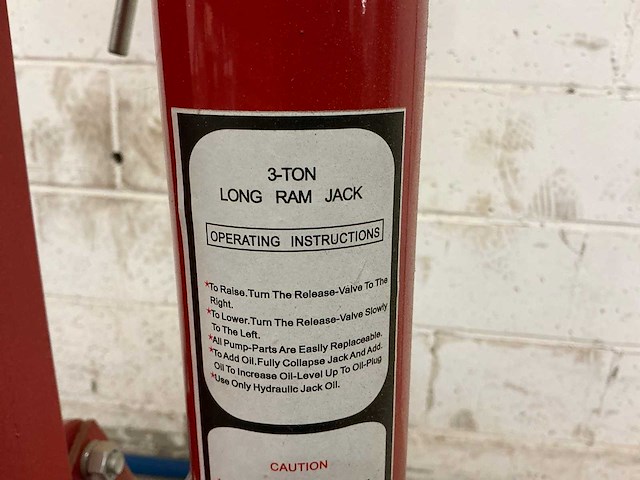 3-TON
LONG RAM JACK
OPERATING INSTRUCTIONS
*To Raise.Turn The Release-Valve To The
Right.
*To Lower.Turn The Release-Valve Slowly
To The Left.
*All Pump-Parts Are Easily Replaceable.
*To Add Oil.Fully Collapse Jack And Add.
Oil To Increase Oil-Level Up To Oil-Plug
*Use Only Hydraulic Jack Oil.
CAUTION